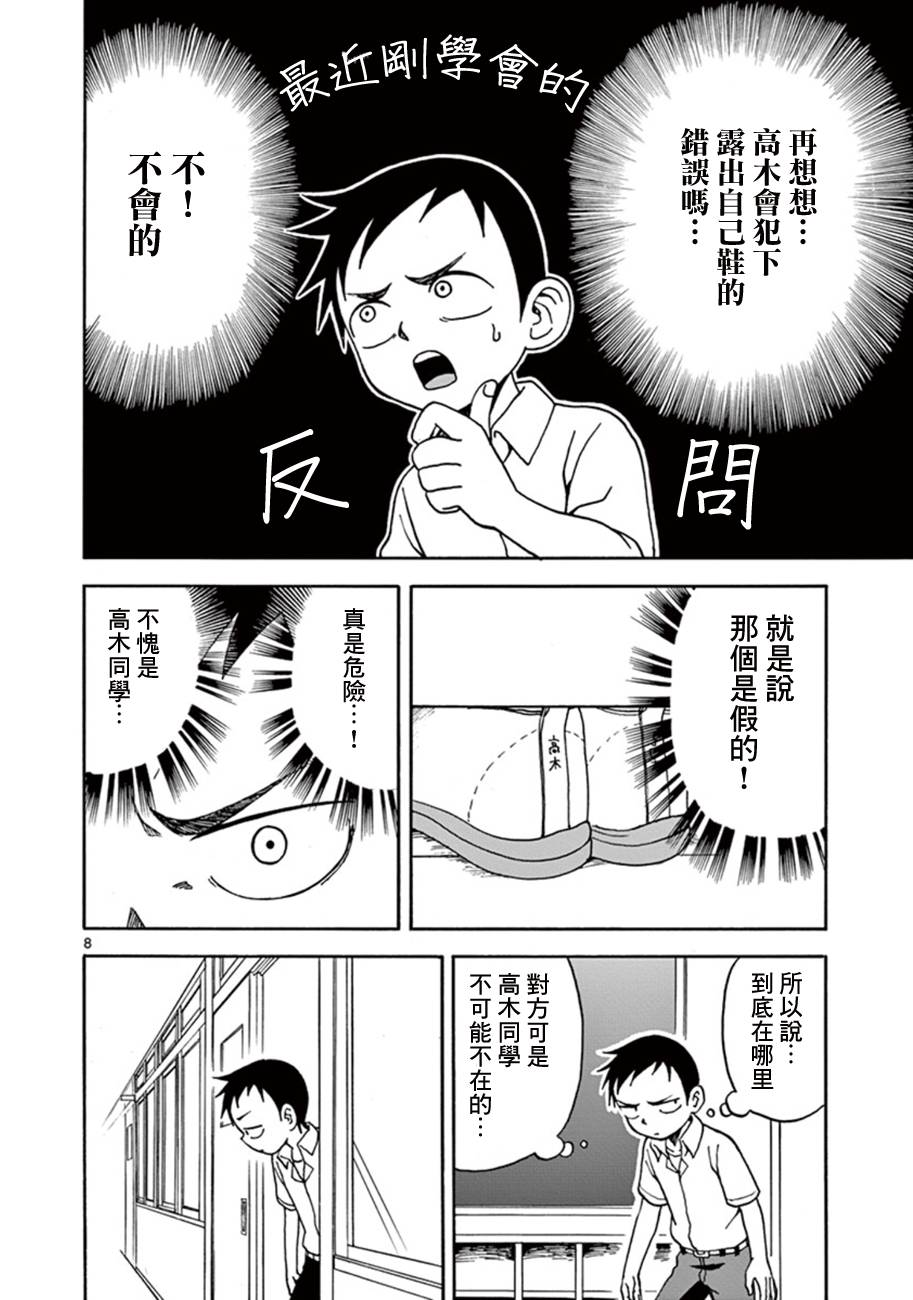 最近剛學會的
反問
再想想…
高木會犯下
露出自己鞋的
錯誤嗎…
不！
不會的
就是說
那個是假的！
高木
真是危險…！
不愧是
高木同學…
8
所以說…
到底在哪里
對方可是
高木同學
不可能不在的…